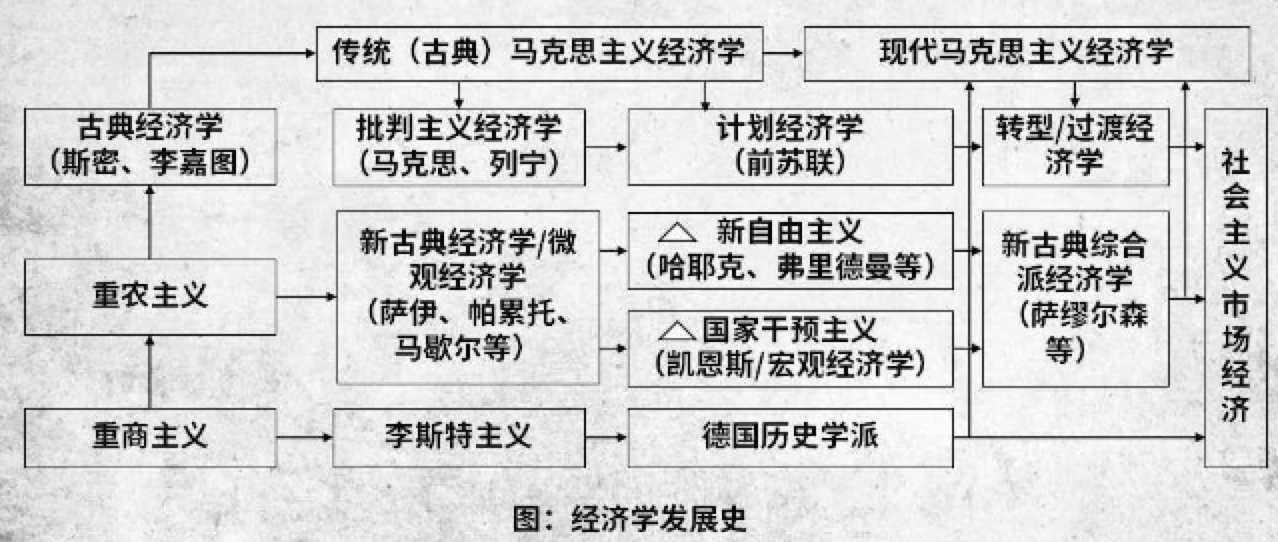 传统（古典）马克思主义经济学
现代马克思主义经济学
古典经济学
（斯密、李嘉图）
批判主义经济学
（马克思、列宁）
计划经济学
（前苏联）
转型/过渡经
济学
社会主义市场经济
重农主义
新古典经济学/微
观经济学
（萨伊、帕累托、
马歇尔等）
△ 新自由主义
（哈耶克、弗里德曼等）
△国家干预主义
（凯恩斯/宏观经济学）
新古典综合
派经济学
（萨缪尔森
等）
重商主义
李斯特主义
德国历史学派
图：经济学发展史